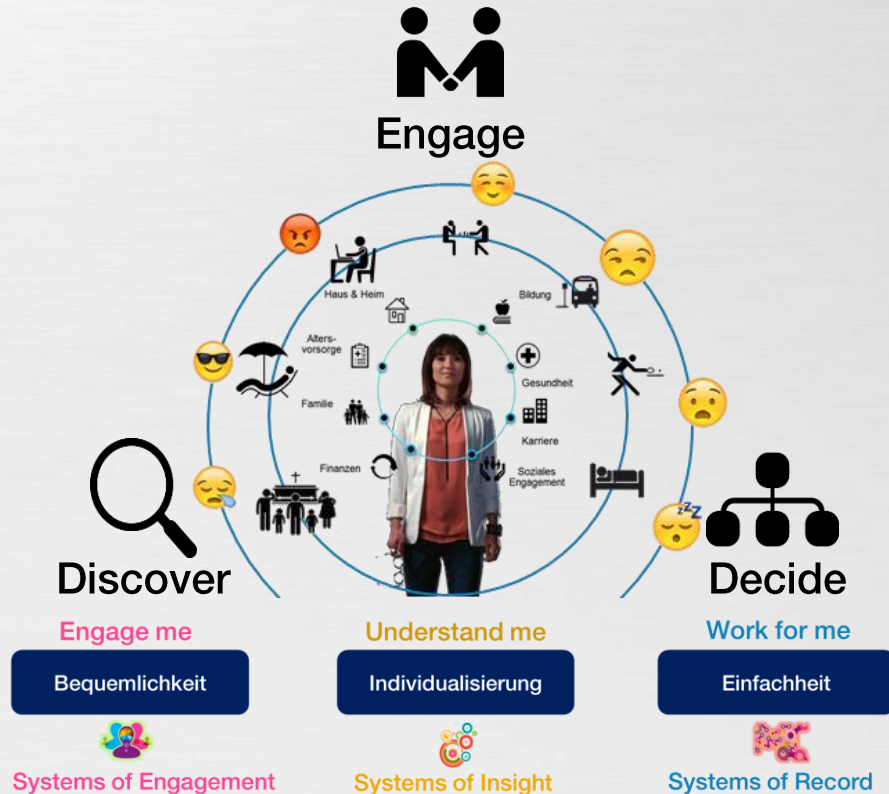 Engage
Haus & Heim
Bildung
Alters-
vorsorge
Gesundheit
Familie
Karriere
Finanzen
Soziales
Engagement
zzZ
Discover
Decide
Engage me
Understand me
Work for me
Bequemlichkeit
Individualisierung
Einfachheit
Systems of Engagement
Systems of Insight
Systems of Record